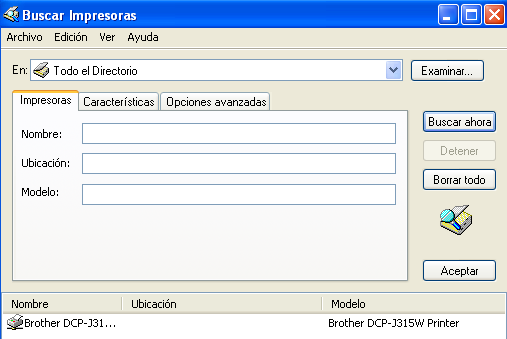 Buscar Impresoras
Archivo Edición Ver Ayuda
En: Todo el Directorio Examinar...
Impresoras Características Opciones avanzadas
Nombre:
Ubicación:
Modelo:
Buscar ahora
Detener
Borrar todo
Aceptar
Nombre Ubicación Modelo
Brother DCP-J31... Brother DCP-J315W Printer